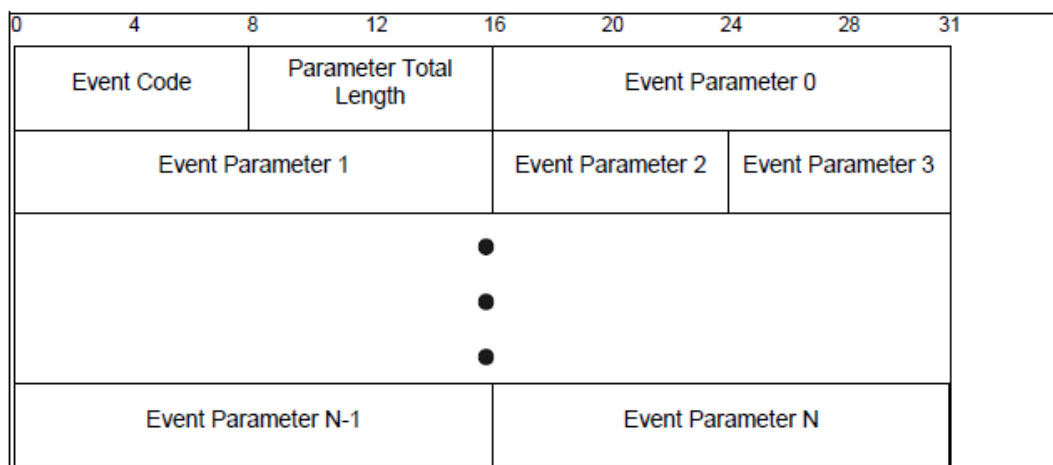 0 4 8 12 16 20 24 28 31
Event Code
Parameter Total
Length
Event Parameter 0
Event Parameter 1
Event Parameter 2
Event Parameter 3
Event Parameter N-1
Event Parameter N